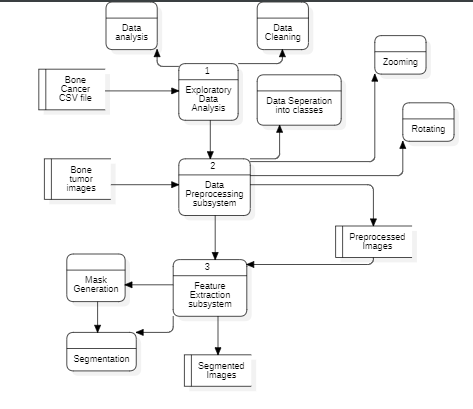 Data
analysis
Data
Cleaning
Zooming
1
Exploratory
Data
Analysis
Bone
Cancer
CSV file
Data Seperation
into classes
Rotating
2
Data
Preprocessing
subsystem
Bone
tumor
images
Preprocessed
Images
3
Feature
Extraction
subsystem
Mask
Generation
Segmentation
Segmented
Images